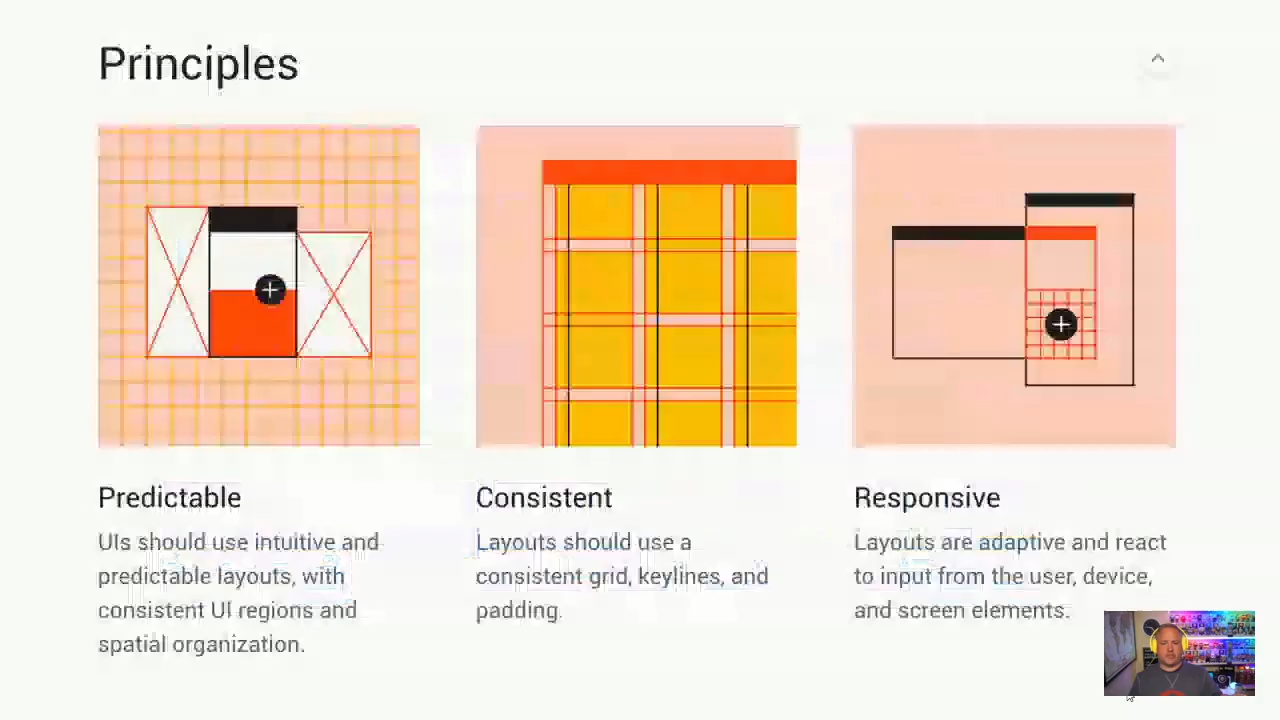 Principles
Predictable
UIs should use intuitive and
predictable layouts, with
consistent UI regions and
spatial organization.
Consistent
Layouts should use a
consistent grid, keylines, and
padding.
Responsive
Layouts are adaptive and react
to input from the user, device,
and screen elements.